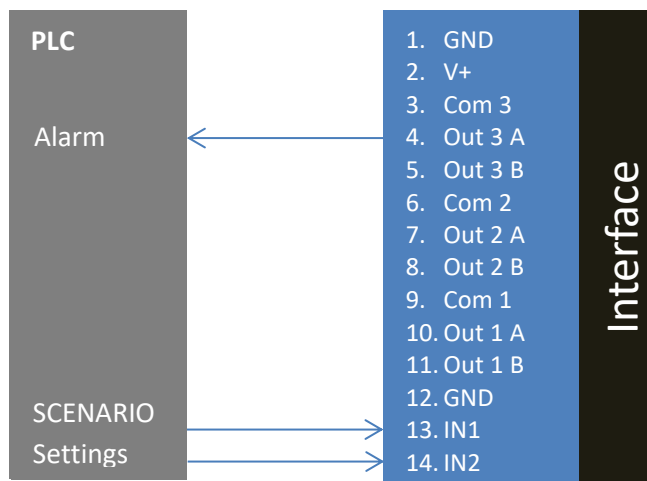 PLC
Alarm
SCENARIO
Settings
1. GND
2. V+
3. Com 3
4. Out 3 A
5. Out 3 B
6. Com 2
7. Out 2 A
8. Out 2 B
9. Com 1
10. Out 1 A
11. Out 1 B
12. GND
13. IN1
14. IN2
Interface